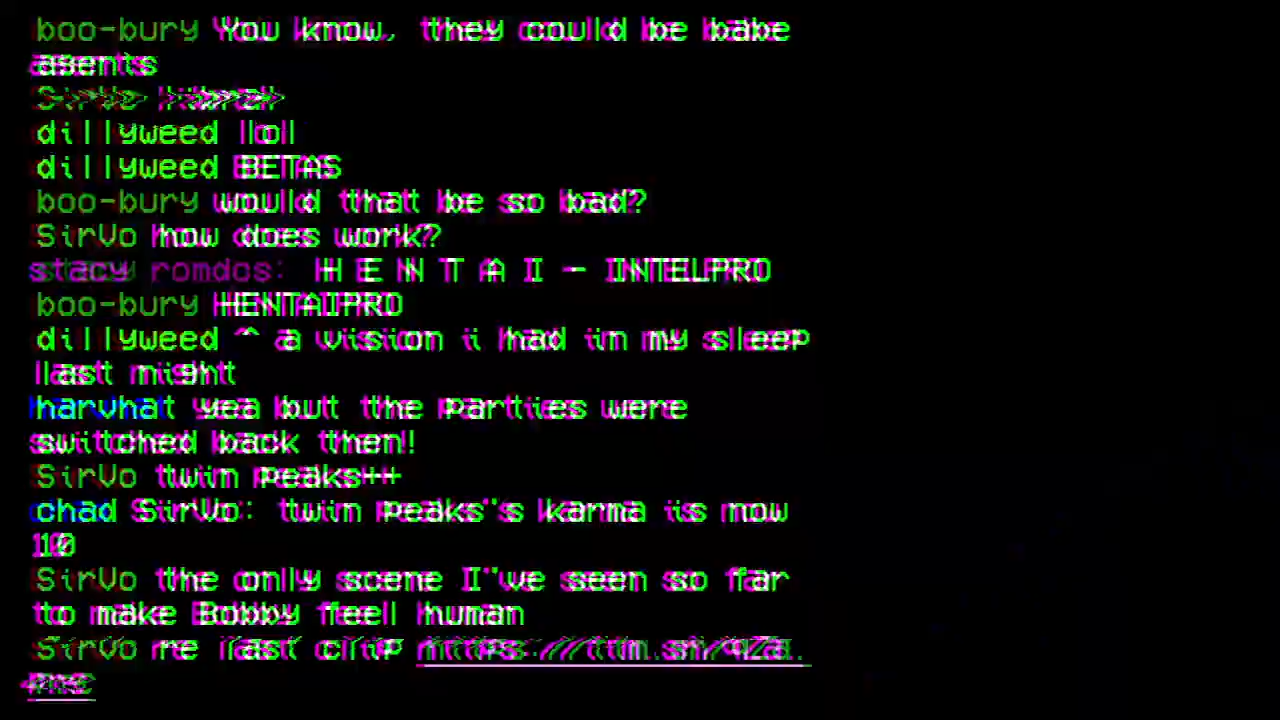 boo-bury You know, they could be babe
agents
SirVo
dillyweed lol
dillyweed BETAS
boo-bury would that be so bad?
SirVo how does work?
stacy romdos: H E N T A I - INTELPRO
boo-bury HENTAIPRO
dillyweed ^ a vision i had in my sleep
last night
harvhat yea but the parties were
switched back then!
SirVo twin peaks++
chad SirVo: twin peaks's karma is now
10
SirVo the only scene I've seen so far
to make Bobby feel human
SirVo re last clip